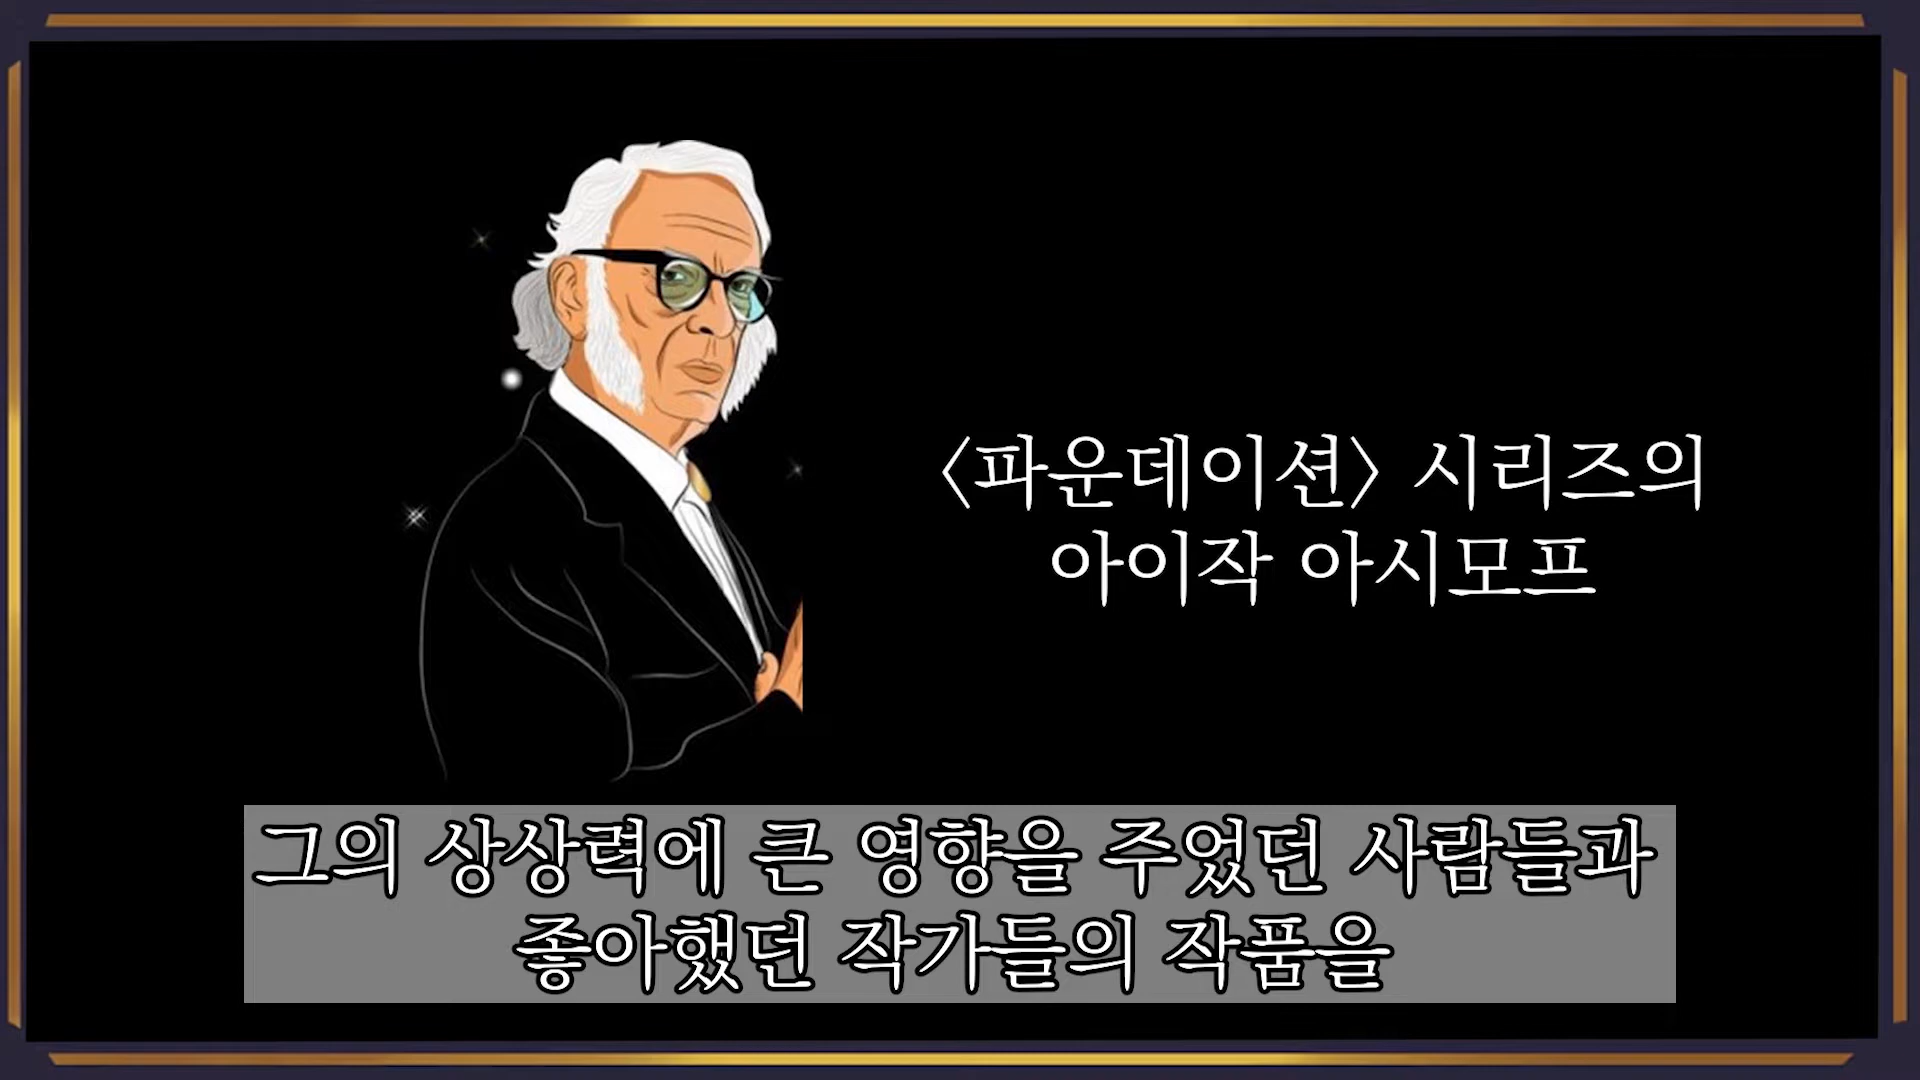 〈파운데이션〉 시리즈의
아이작 아시모프
그의 상상력에 큰 영향을 주었던 사람들과
좋아했던 작가들의 작품을